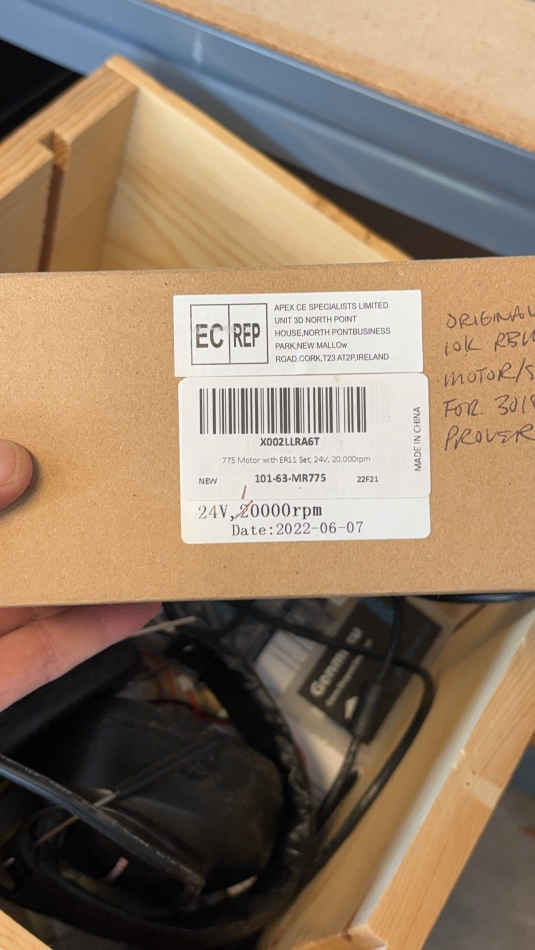 EC REP
APEX CE SPECIALISTS LIMITED
UNIT 3D NORTH POINT
HOUSE,NORTH PONTBUSINESS
PARK,NEW MALLOw
ROAD,CORK,T23 AT2P,IRELAND
X002LLRA6T
775 Motor with ER11 Set, 24V, 20,000rpm
NEW 101-63-MR775 22F21
MADE IN CHINA
1
24V,20000rpm
Date:2022-06-07
ORIGINAL
10K
MOTOR/S
FOR 3018
PROVER